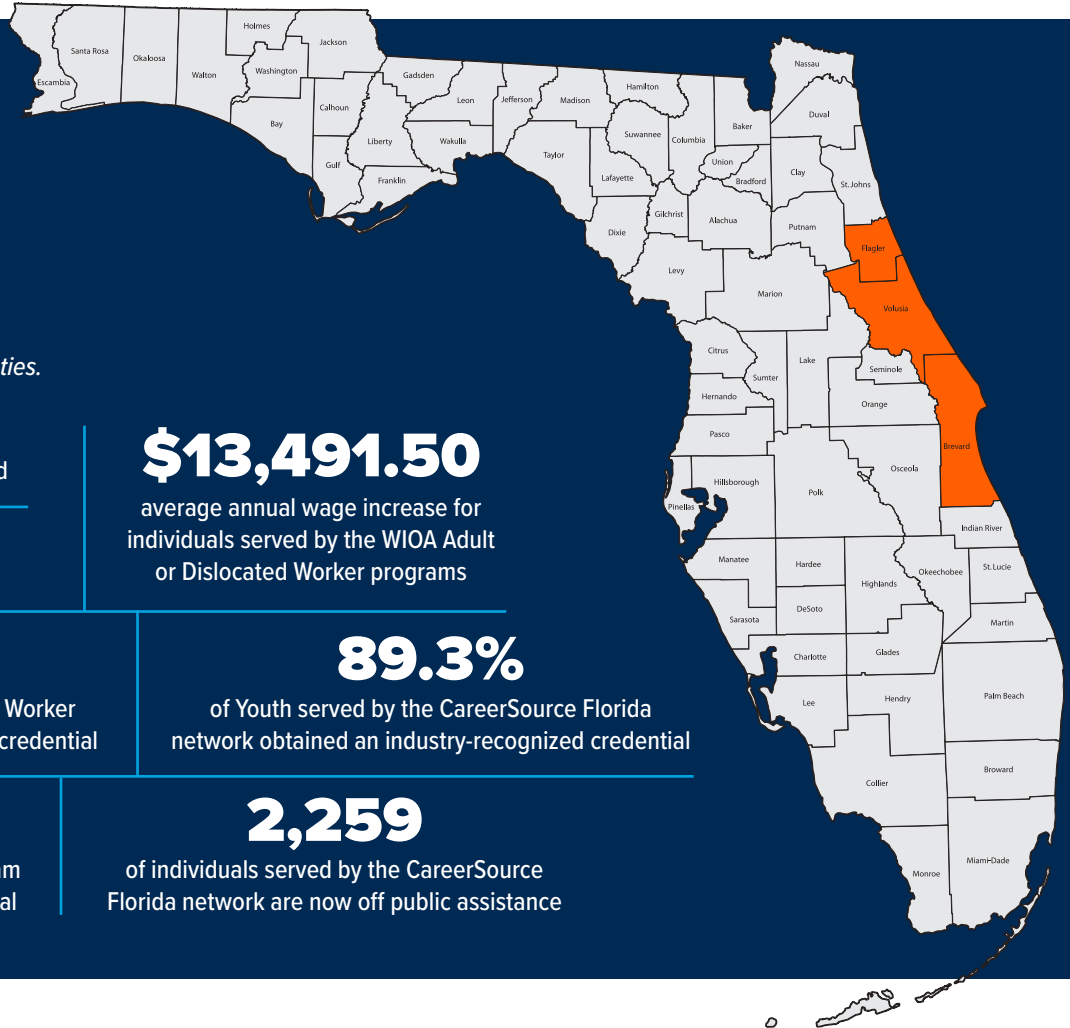 Holmes
Jackson
Santa Rosa
Okaloosa
Walton
Washington
Escambia
Gadsden
Leon
Jefferson
Madison
Hamilton
Nassau
Duval
Baker
Columbia
Suwannee
Calhoun
Bay
Liberty
Wakulla
Gulf
Franklin
Taylor
Lafayette
Union
Bradford
Clay
St. Johns
Gilchrist
Alachua
Putnam
Dixie
Flagler
Levy
Marion
Volusia
Citrus
Lake
Sumter
Seminole
Hernando
Orange
Pasco
Brevard
Osceola
Hillsborough
Polk
Pinellas
Indian River
Manatee
Hardee
Okeechobee
St. Lucie
Highlands
DeSoto
Sarasota
Martin
Charlotte
Glades
Lee
Hendry
Palm Beach
Broward
Collier
Miami-Dade
Monroe
ties.
d
$13,491.50
average annual wage increase for
individuals served by the WIOA Adult
or Dislocated Worker programs
Worker
credential
89.3%
of Youth served by the CareerSource Florida
network obtained an industry-recognized credential
am
al
2,259
of individuals served by the CareerSource
Florida network are now off public assistance